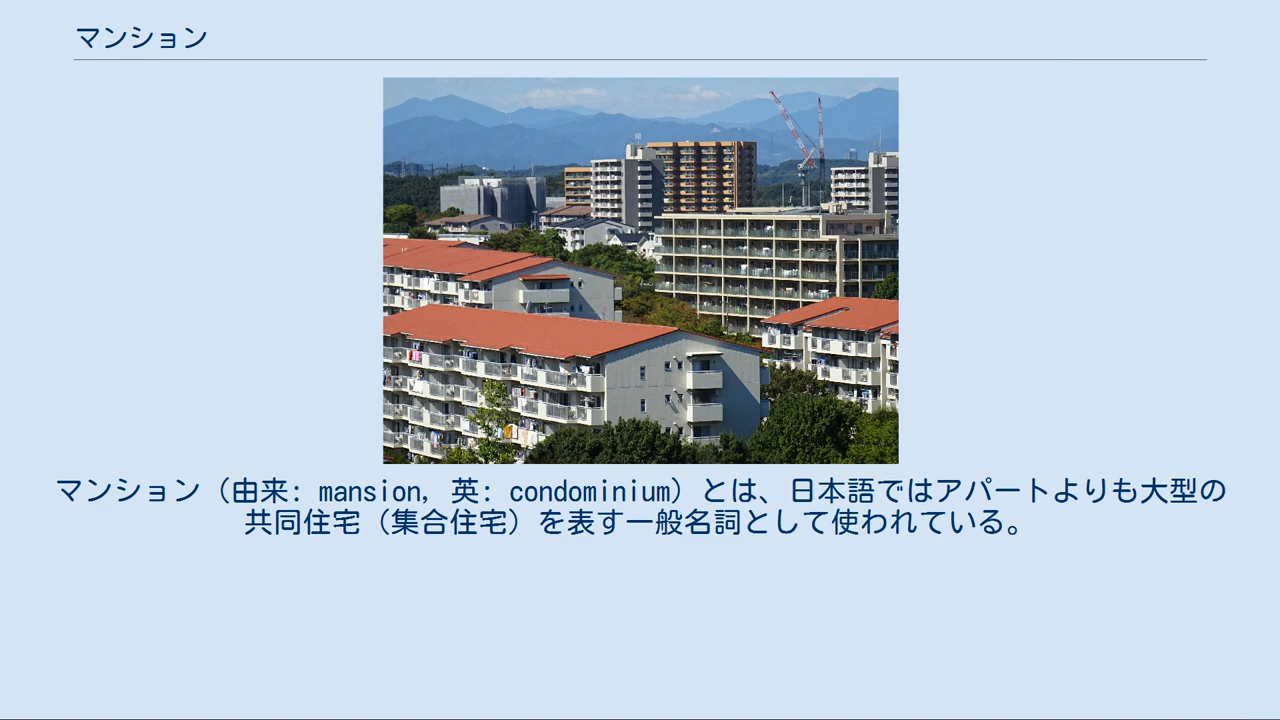 マンション
マンション（由来: mansion, 英: condominium）とは、日本語ではアパートよりも大型の
共同住宅（集合住宅）を表す一般名詞として使われている。